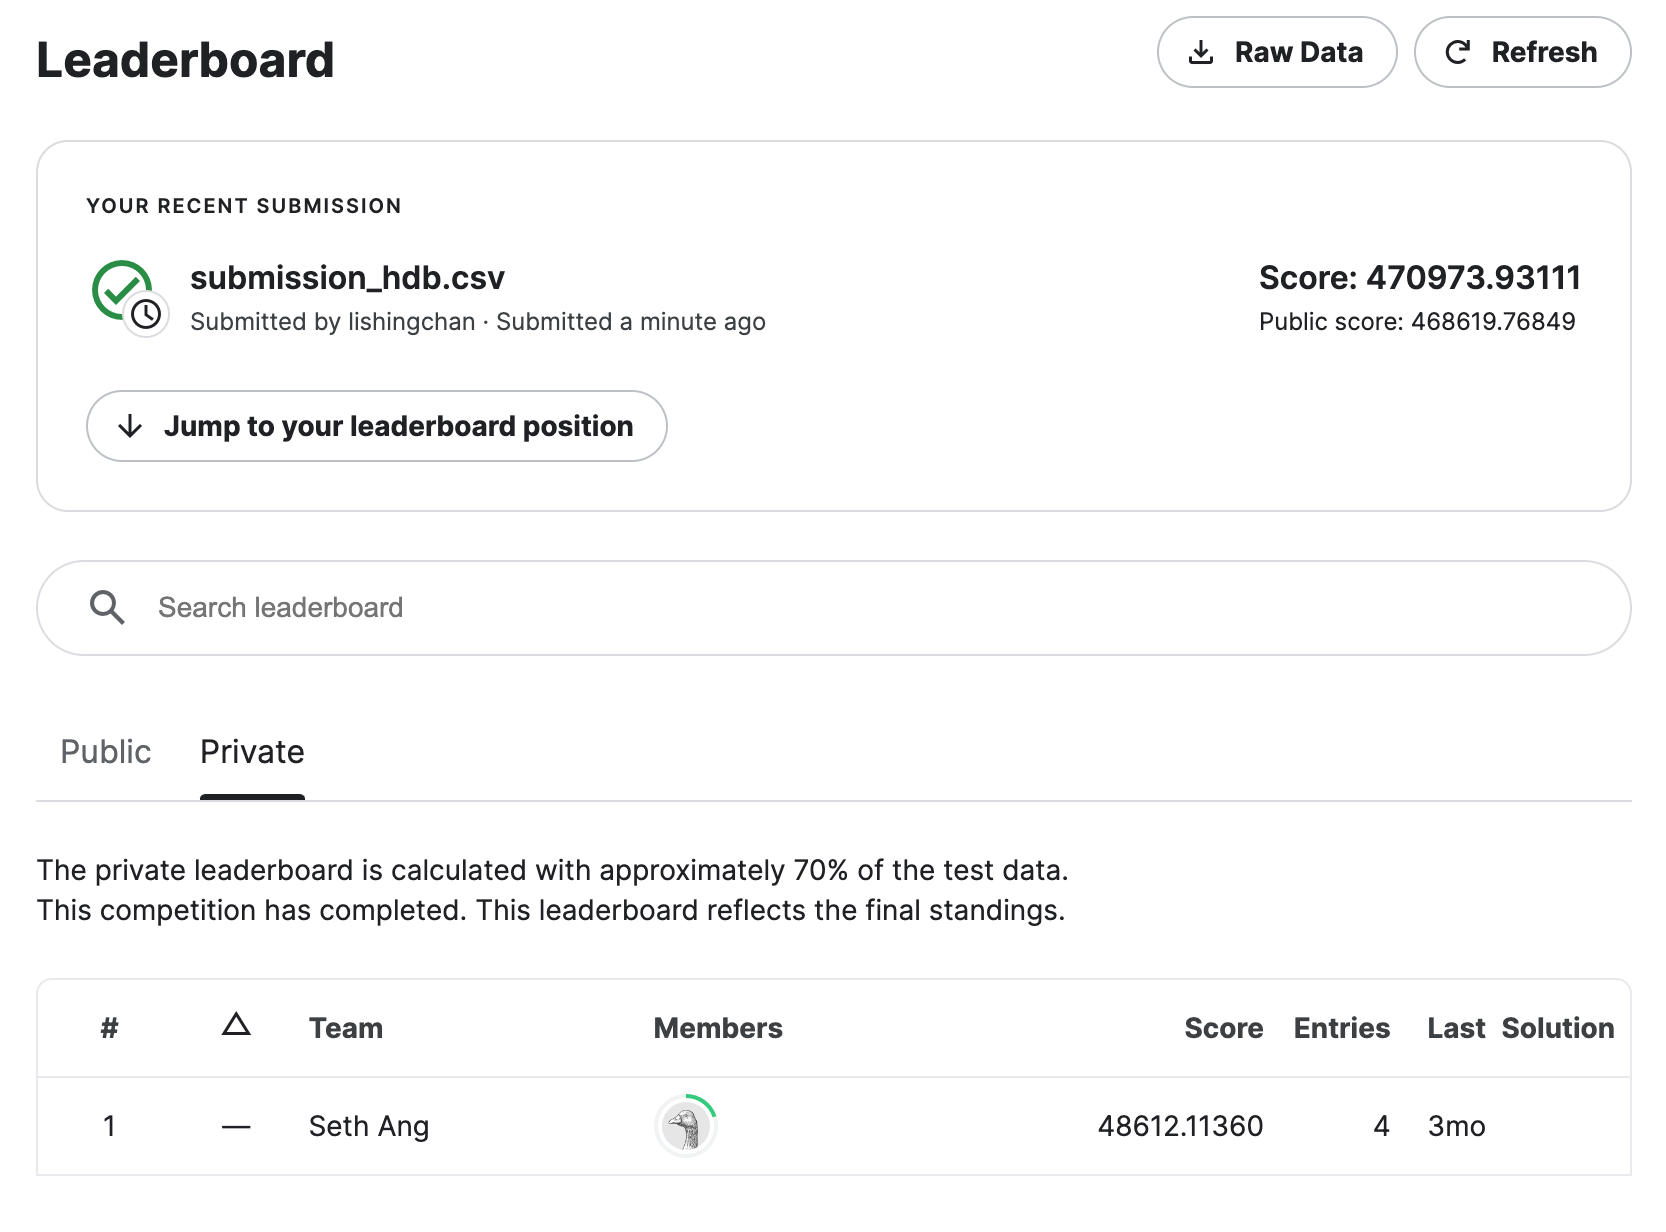 Leaderboard
Raw Data
Refresh
YOUR RECENT SUBMISSION
submission_hdb.csv
Submitted by lishingchan · Submitted a minute ago
Score: 470973.93111
Public score: 468619.76849
Jump to your leaderboard position
Search leaderboard
Public Private
The private leaderboard is calculated with approximately 70% of the test data.
This competition has completed. This leaderboard reflects the final standings.
# Team Members Score Entries Last Solution
1 — Seth Ang 48612.11360 4 3mo